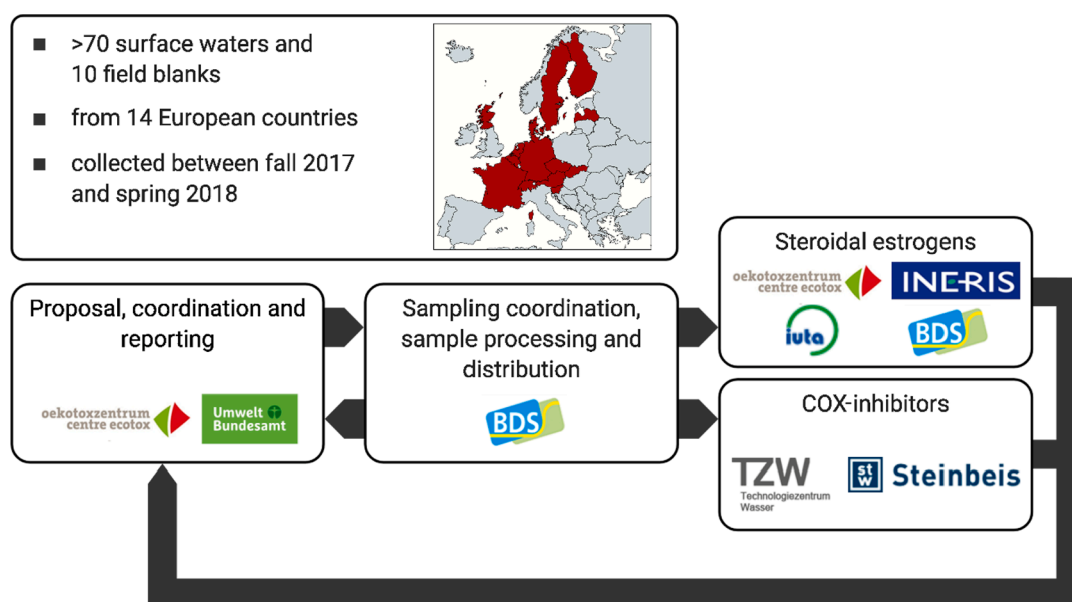 >70 surface waters and
10 field blanks
from 14 European countries
collected between fall 2017
and spring 2018
Proposal, coordination and
reporting
oekotoxzentrum
centre ecotox
Umwelt
Bundesamt
Sampling coordination,
sample processing and
distribution
BDS
Steroidal estrogens
oekotoxzentrum
centre ecotox
INERIS
iuta
BDS
COX-inhibitors
TZW
Technologiezentrum
Wasser
st
w
Steinbeis